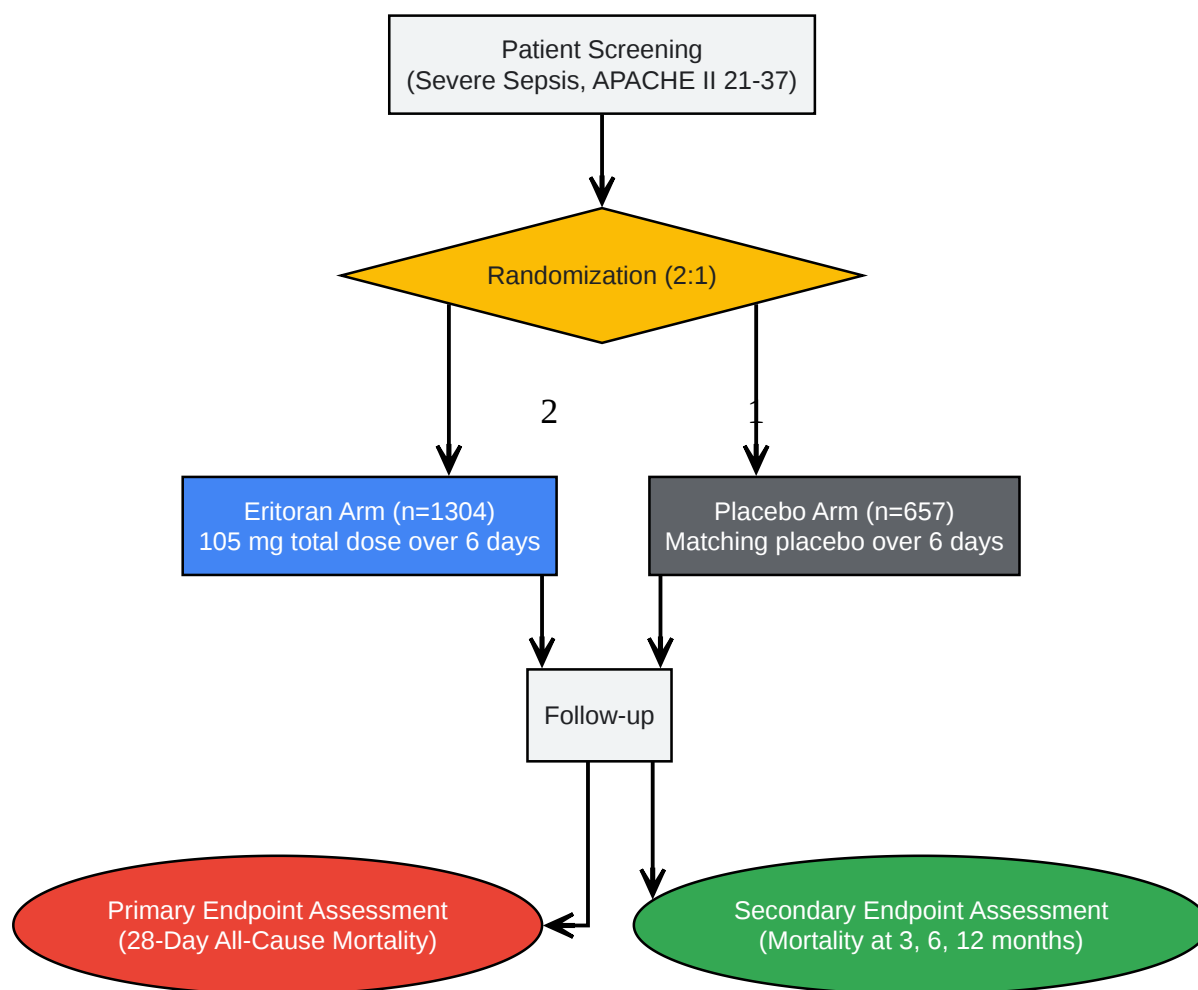 Patient Screening
(Severe Sepsis, APACHE II 21-37)
Randomization (2:1)
2
1
Eritoran Arm (n=1304)
105 mg total dose over 6 days
Placebo Arm (n=657)
Matching placebo over 6 days
Follow-up
Primary Endpoint Assessment
(28-Day All-Cause Mortality)
Secondary Endpoint Assessment
(Mortality at 3, 6, 12 months)